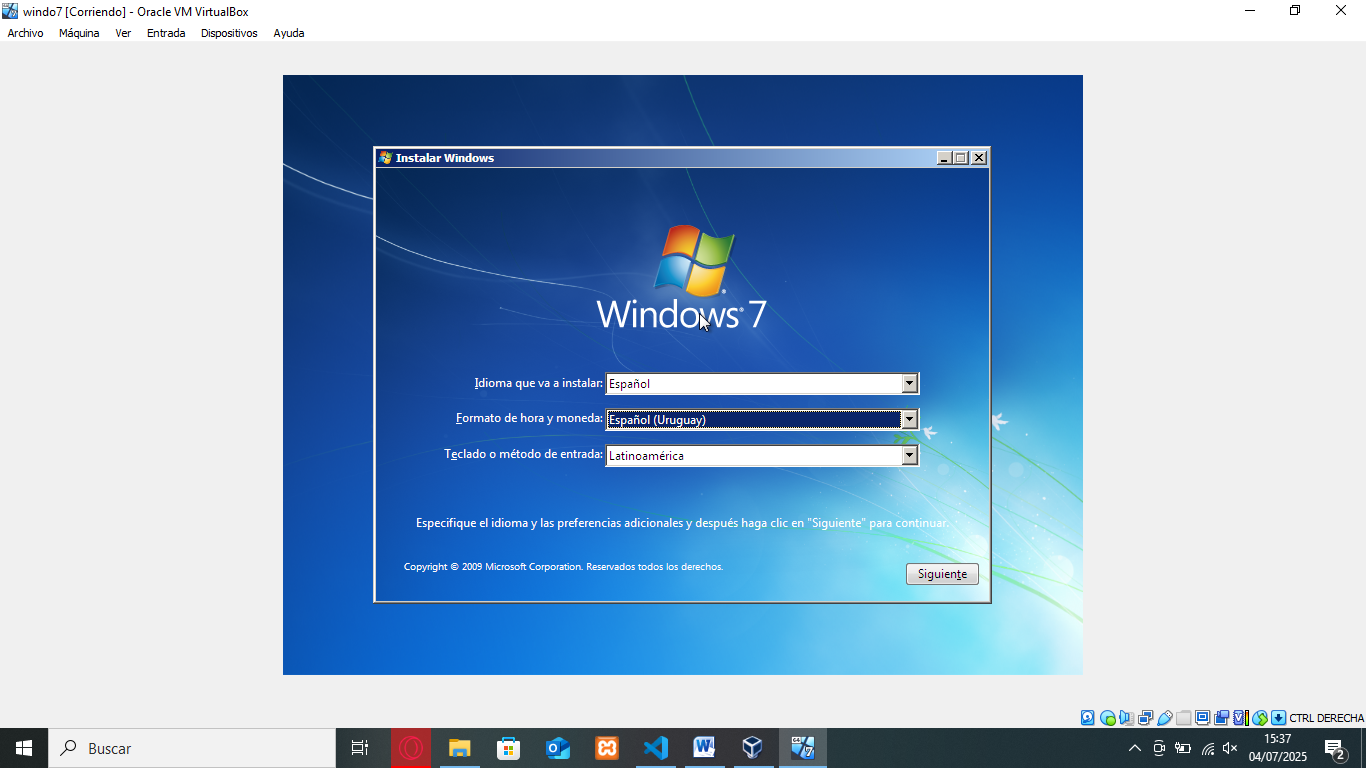 windo7 [Corriendo] - Oracle VM VirtualBox
Archivo Máquina Ver Entrada Dispositivos Ayuda
Instalar Windows
Windows® 7
Idioma que va a instalar: Español
Formato de hora y moneda: Español (Uruguay)
Teclado o método de entrada: Latinoamérica
Especifique el idioma y las preferencias adicionales y después haga clic en "Siguiente" para continuar.
Copyright © 2009 Microsoft Corporation. Reservados todos los derechos.
Siguiente
CTRL DERECHA
Buscar
15:37
04/07/2025
2